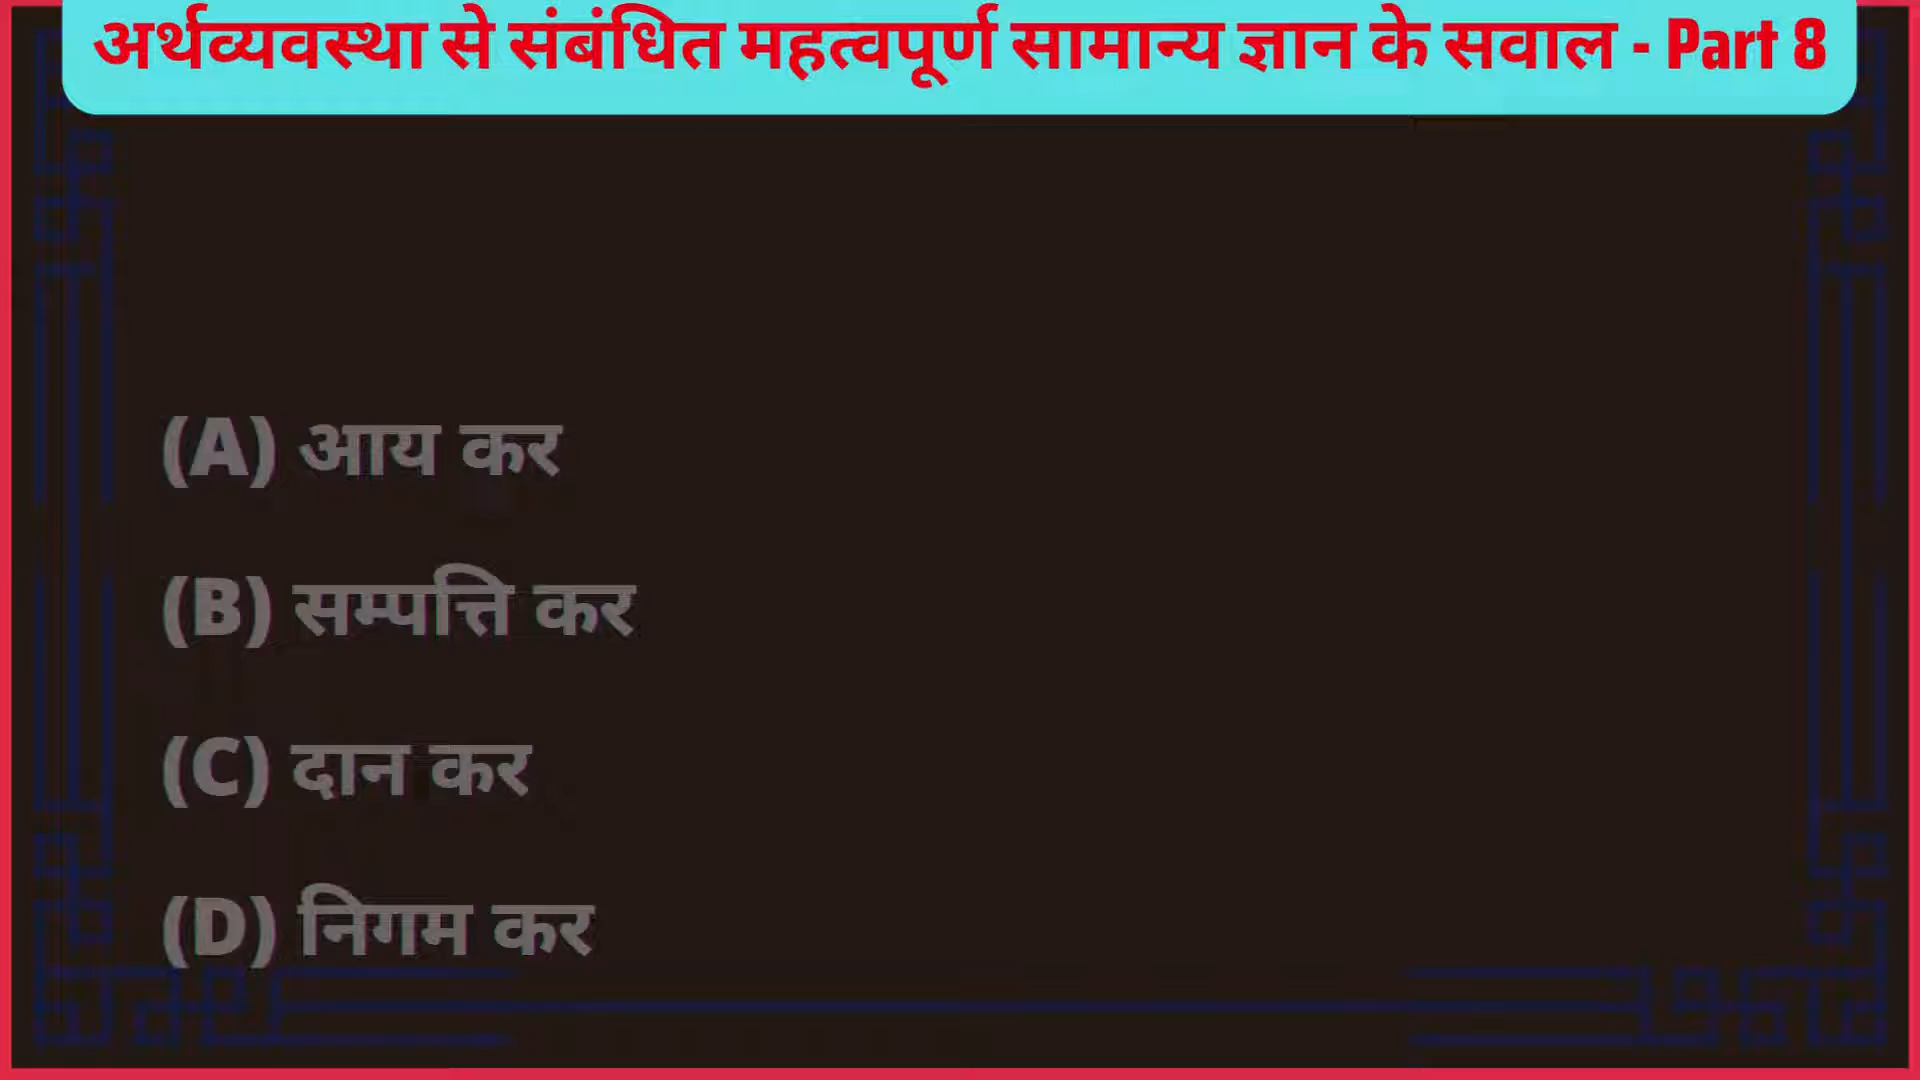 अर्थव्यवस्था से संबंधित महत्वपूर्ण सामान्य ज्ञान के सवाल - Part 8
(A) आय कर
(B) सम्पत्ति कर
(C) दान कर
(D) निगम कर